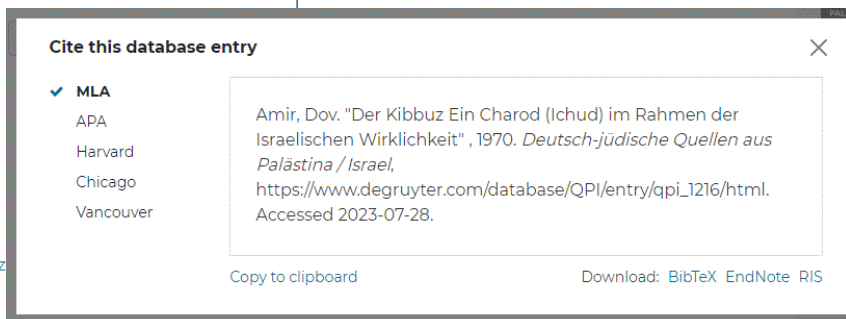 Cite this database entry
MLA
APA
Harvard
Chicago
Vancouver
Amir, Dov. "Der Kibbuz Ein Charod (Ichud) im Rahmen der
Israelischen Wirklichkeit" , 1970. Deutsch-jüdische Quellen aus
Palästina / Israel,
https://www.degruyter.com/database/QPI/entry/qpi_1216/html.
Accessed 2023-07-28.
Copy to clipboard
Download: BibTeX EndNote RIS